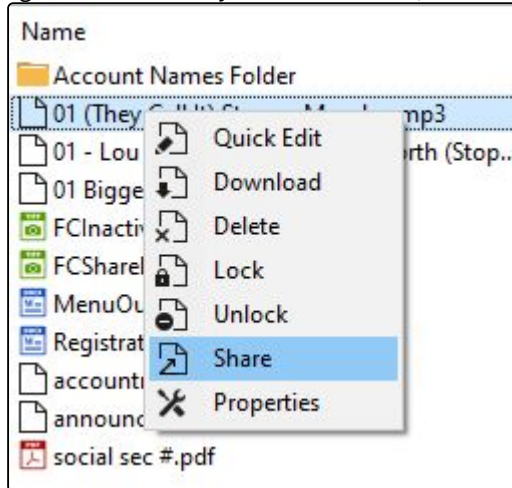 Name
Account Names Folder
01 (They mp3
01 - Lou rth (Stop..
01 Bigge
FCInacti
FCShare
MenuOu
Registrat
account
announc
social sec #.pdf
Quick Edit
Download
Delete
Lock
Unlock
Share
Properties